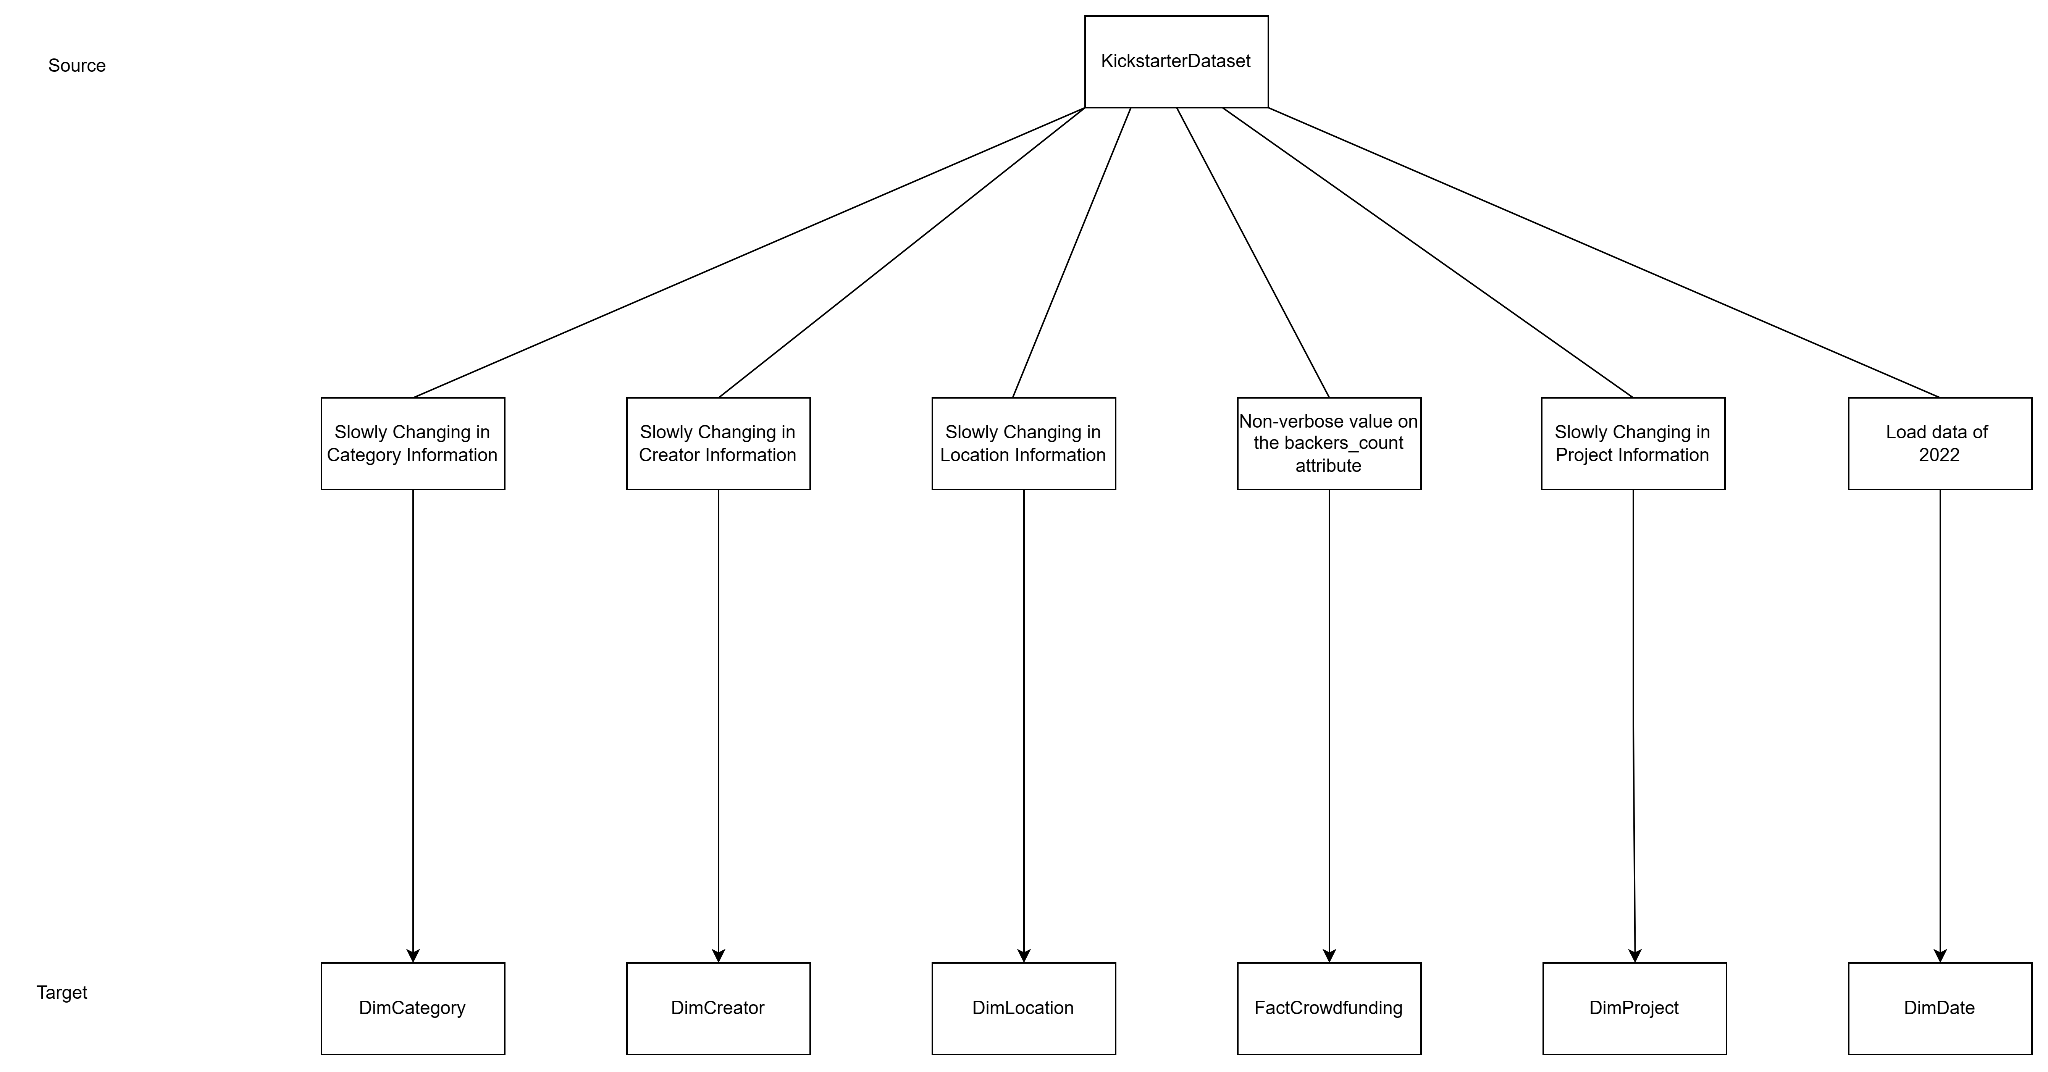 Source
KickstarterDataset
Slowly Changing in
Category Information
Slowly Changing in
Creator Information
Slowly Changing in
Location Information
Non-verbose value on
the backers_count
attribute
Slowly Changing in
Project Information
Load data of
2022
Target
DimCategory
DimCreator
DimLocation
FactCrowdfunding
DimProject
DimDate